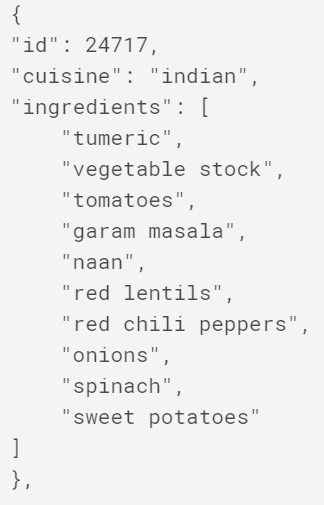 {
"id": 24717,
"cuisine": "indian",
"ingredients": [
    "tumeric",
    "vegetable stock",
    "tomatoes",
    "garam masala",
    "naan",
    "red lentils",
    "red chili peppers",
    "onions",
    "spinach",
    "sweet potatoes"
]
},